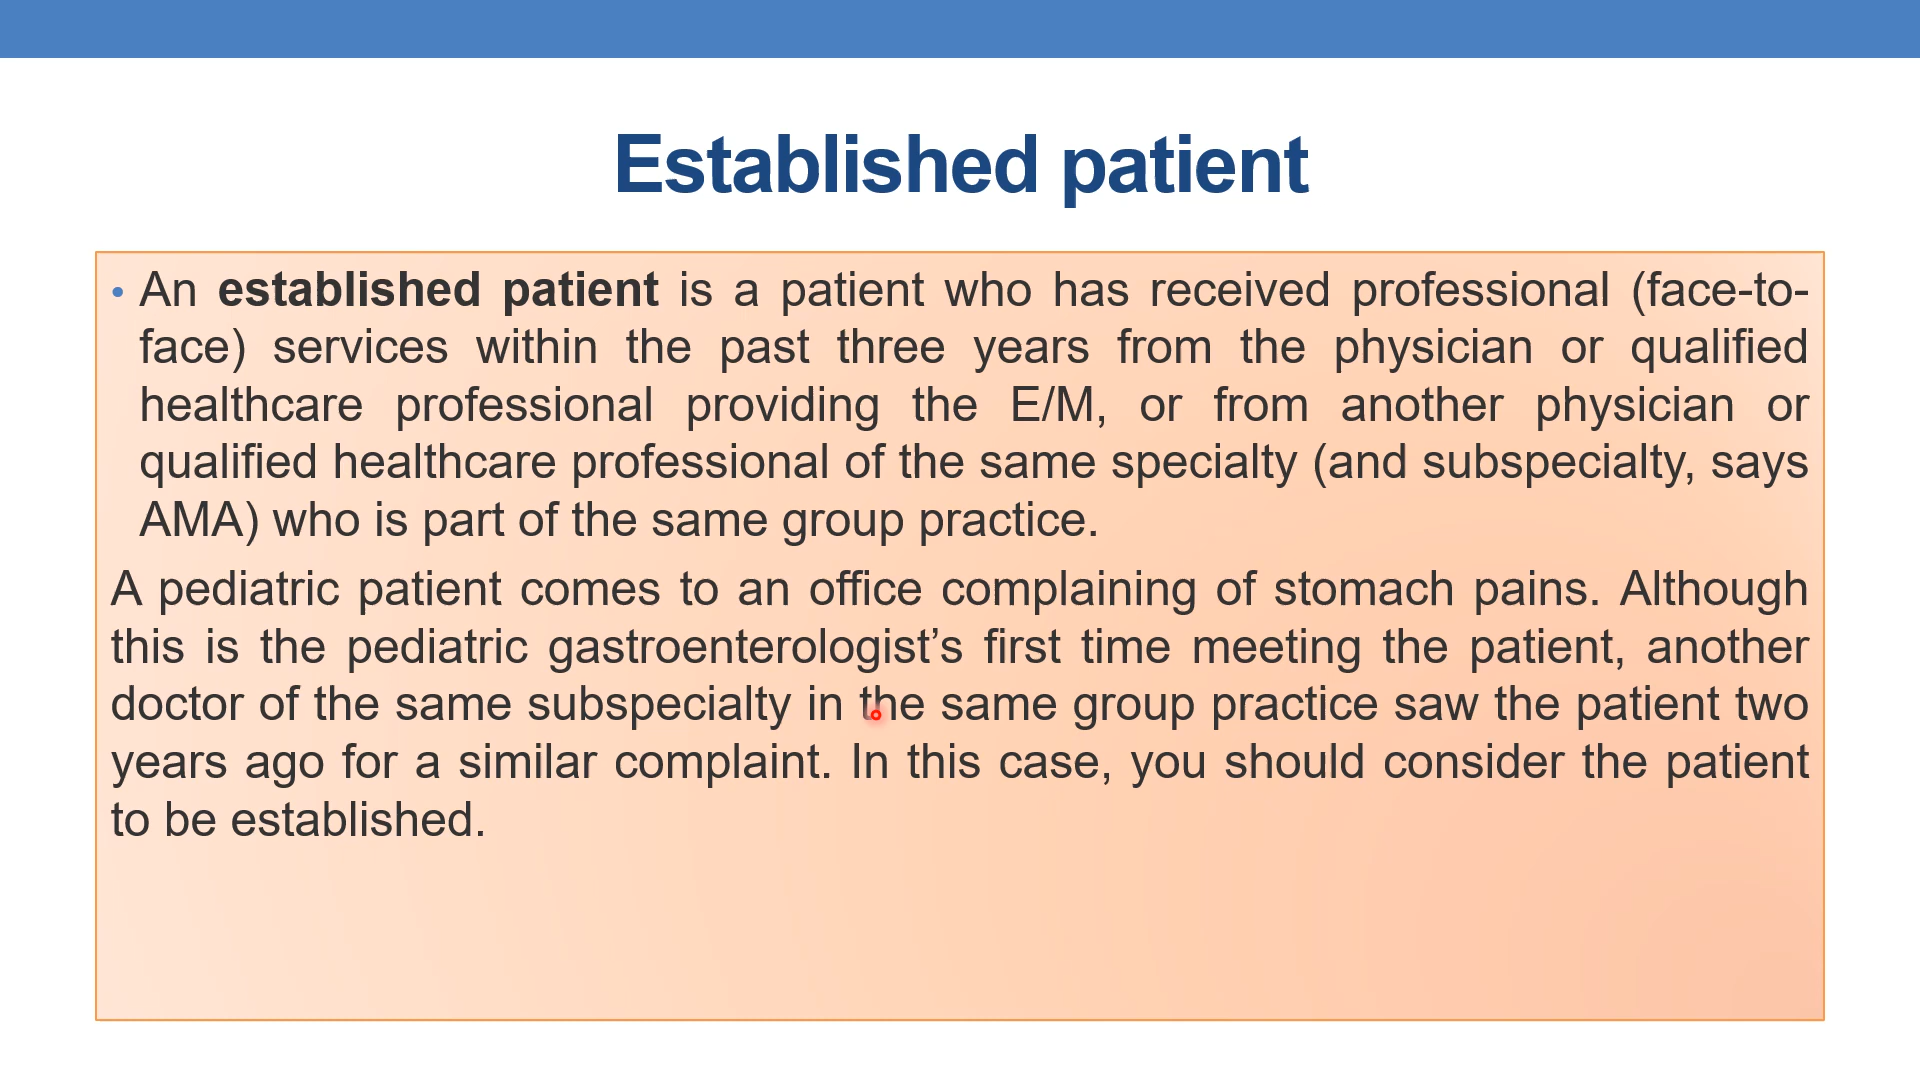 Established patient
• An established patient is a patient who has received professional (face-to-
face) services within the past three years from the physician or qualified
healthcare professional providing the E/M, or from another physician or
qualified healthcare professional of the same specialty (and subspecialty, says
AMA) who is part of the same group practice.
A pediatric patient comes to an office complaining of stomach pains. Although
this is the pediatric gastroenterologist’s first time meeting the patient, another
doctor of the same subspecialty in the same group practice saw the patient two
years ago for a similar complaint. In this case, you should consider the patient
to be established.